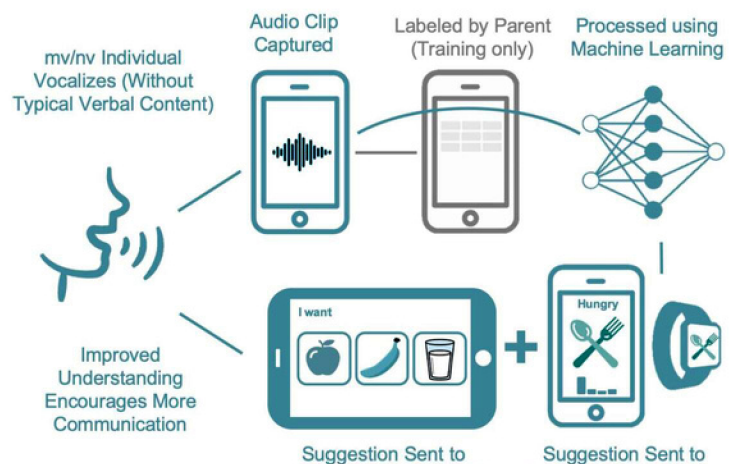 mv/nv Individual
Vocalizes (Without
Typical Verbal Content)
Audio Clip
Captured
Labeled by Parent
(Training only)
Processed using
Machine Learning
Hungry
I want
Improved
Understanding
Encourages More
Communication
Suggestion Sent to
Suggestion Sent to